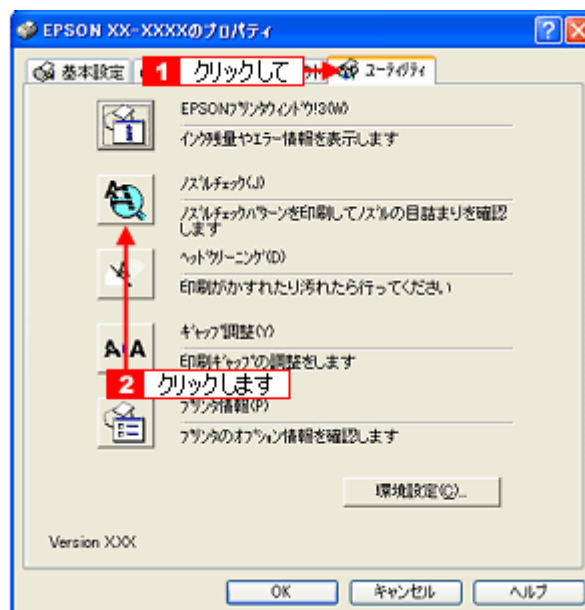 EPSON XX-XXXXのプロパティ
基本設定
1 クリックして
ユーティリティ
EPSONプリンタウィンドウ!3(W)
インク残量やエラー情報を表示します
ノズルチェック(J)
ノズルチェックパターンを印刷してノズルの目詰まりを確認
します
ヘッドクリーニング(D)
印刷がかすれたり汚れたら行ってください
ギャップ調整(Y)
印刷ギャップの調整をします
2 クリックします
プリンタ情報(P)
プリンタのオプション情報を確認します
環境設定(C)...
Version XXX
OK キャンセル ヘルプ